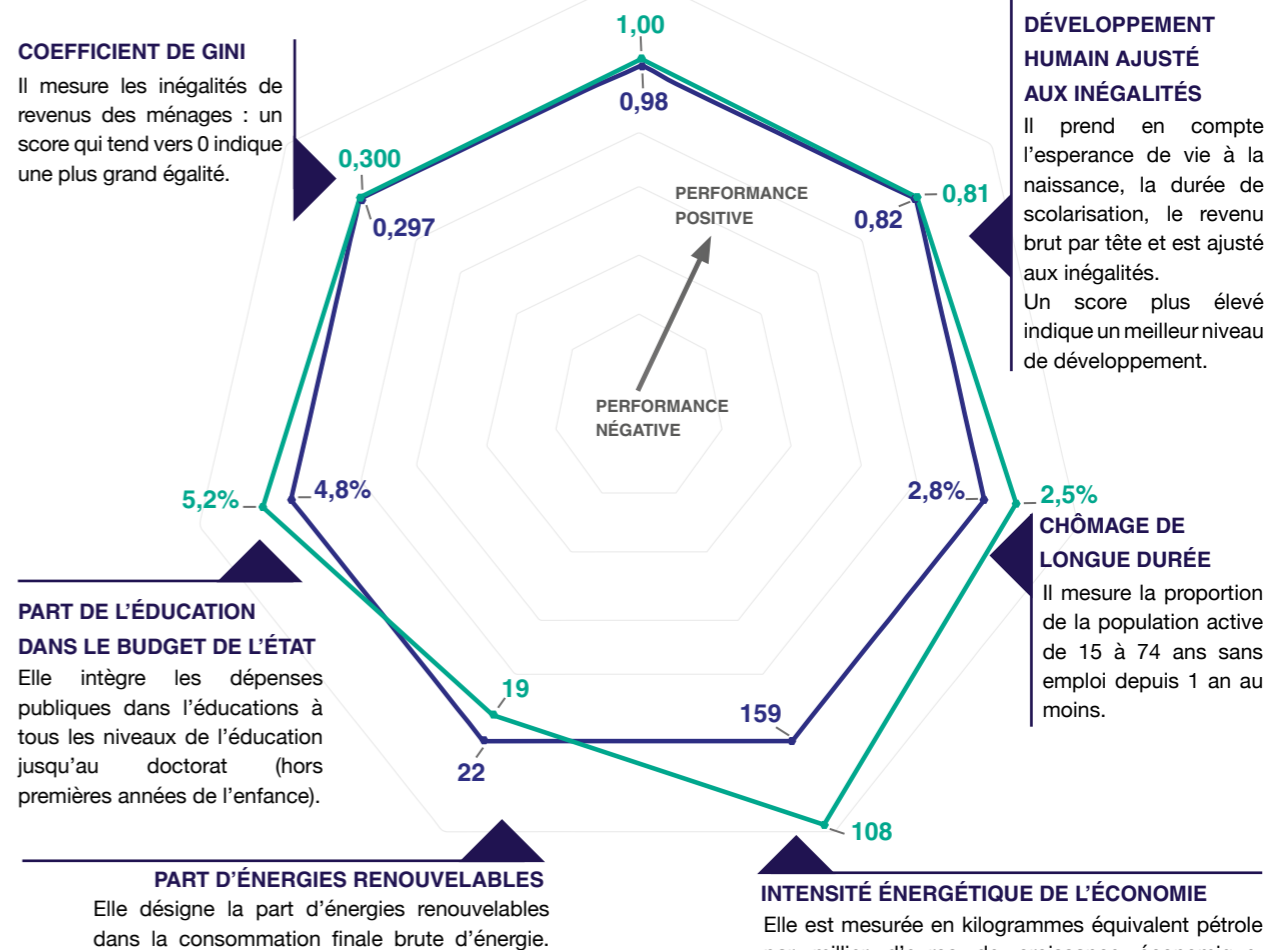 1,00
0,98
COEFFICIENT DE GINI
Il mesure les inégalités de
revenus des ménages : un
score qui tend vers 0 indique
une plus grand égalité.
0,300
0,297
DÉVELOPPEMENT
HUMAIN AJUSTÉ
AUX INÉGALITÉS
Il prend en compte
l'esperance de vie à la
naissance, la durée de
scolarisation, le revenu
brut par tête et est ajusté
aux inégalités.
Un score plus élevé
indique un meilleur niveau
de développement.
0,81
0,82
PERFORMANCE
POSITIVE
PERFORMANCE
NÉGATIVE
5,2%
4,8%
2,8%
2,5%
CHÔMAGE DE
LONGUE DURÉE
Il mesure la proportion
de la population active
de 15 à 74 ans sans
emploi depuis 1 an au
moins.
PART DE L'ÉDUCATION
DANS LE BUDGET DE L'ÉTAT
Elle intègre les dépenses
publiques dans l'éducations à
tous les niveaux de l'éducation
jusqu'au doctorat (hors
premières années de l'enfance).
19
22
159
108
PART D'ÉNERGIES RENOUVELABLES
Elle désigne la part d'énergies renouvelables
dans la consommation finale brute d'énergie.
INTENSITÉ ÉNERGÉTIQUE DE L'ÉCONOMIE
Elle est mesurée en kilogrammes équivalent pétrole